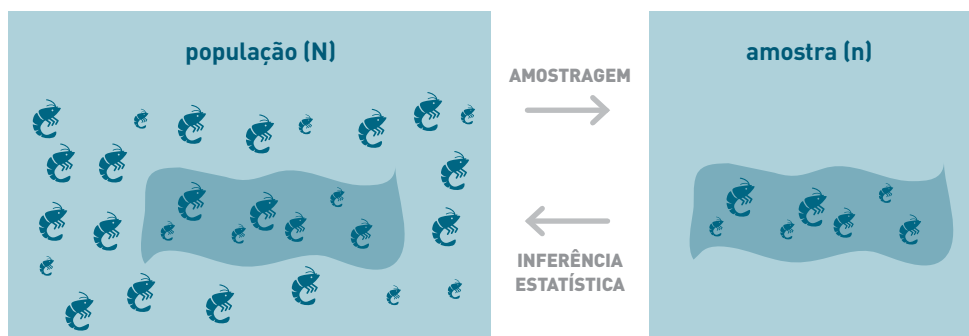 população (N)
AMOSTRAGEM
amostra (n)
INFERÊNCIA
ESTATÍSTICA